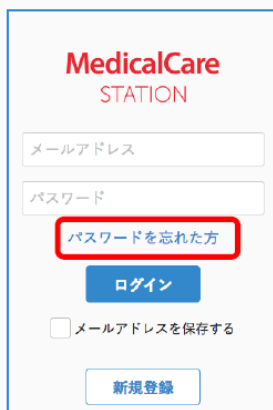 MedicalCare
STATION
メールアドレス
パスワード
パスワードを忘れた方
ログイン
メールアドレスを保存する
新規登録